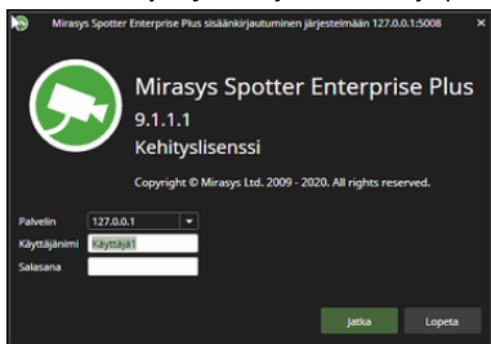 Mirasys Spotter Enterprise Plus sisäänkirjautuminen järjestelmään 127.0.0.1:5008
Mirasys Spotter Enterprise Plus
9.1.1.1
Kehityslisenssi
Copyright © Mirasys Ltd. 2009 - 2020. All rights reserved.
Palvelin 127.0.0.1
Käyttäjänimi Käyttäjä1
Salasana
Jatka Lopeta